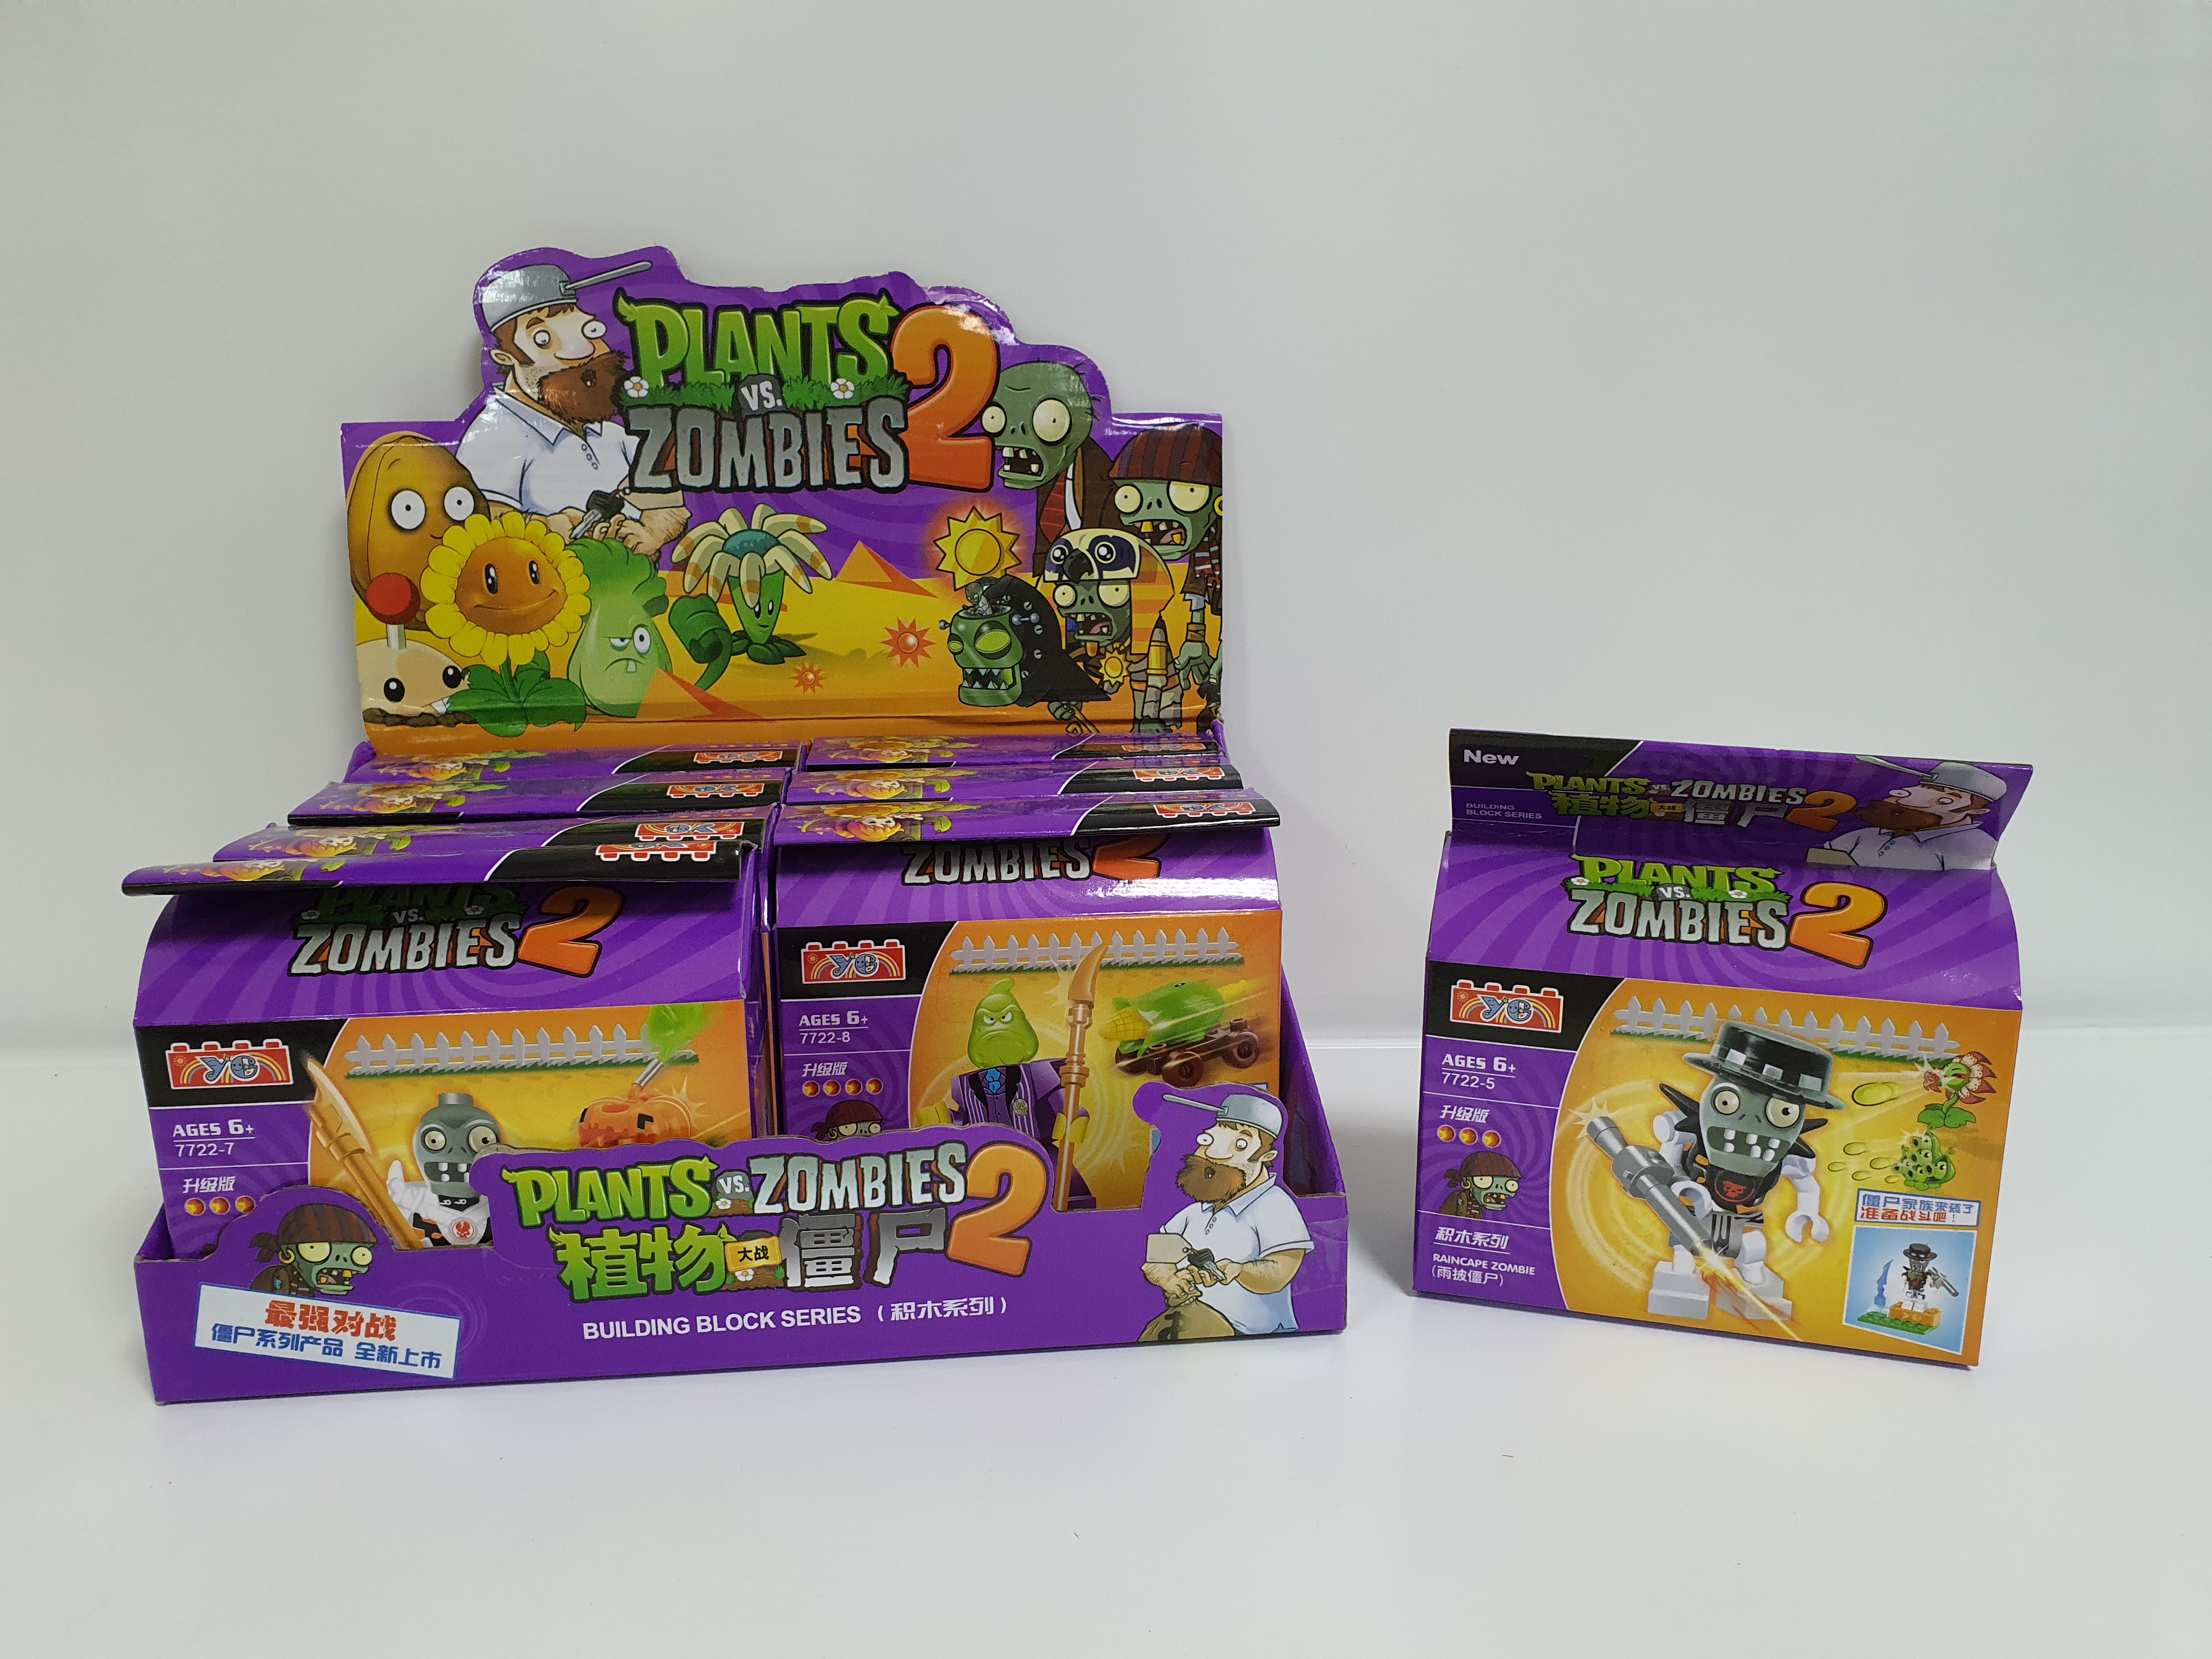 PLANTS
VS.
ZOMBIES 2
PLANTS
VS.
ZOMBIES 2
AGES 6+
7722-7
升级版
ZOMBIES 2
YG
AGES 6+
7722-8
升级版
PLANTS VS. ZOMBIES 2
植物大战僵尸
BUILDING BLOCK SERIES (积木系列)
最强对战
僵尸系列产品 全新上市
New
PLANTS VS. ZOMBIES 2
植物大战僵尸
BUILDING
BLOCK SERIES
PLANTS
VS.
ZOMBIES 2
YG
AGES 6+
7722-5
升级版
积木系列
RAINCAPE ZOMBIE
(雨披僵尸)
僵尸家族来袭了
准备战斗吧!